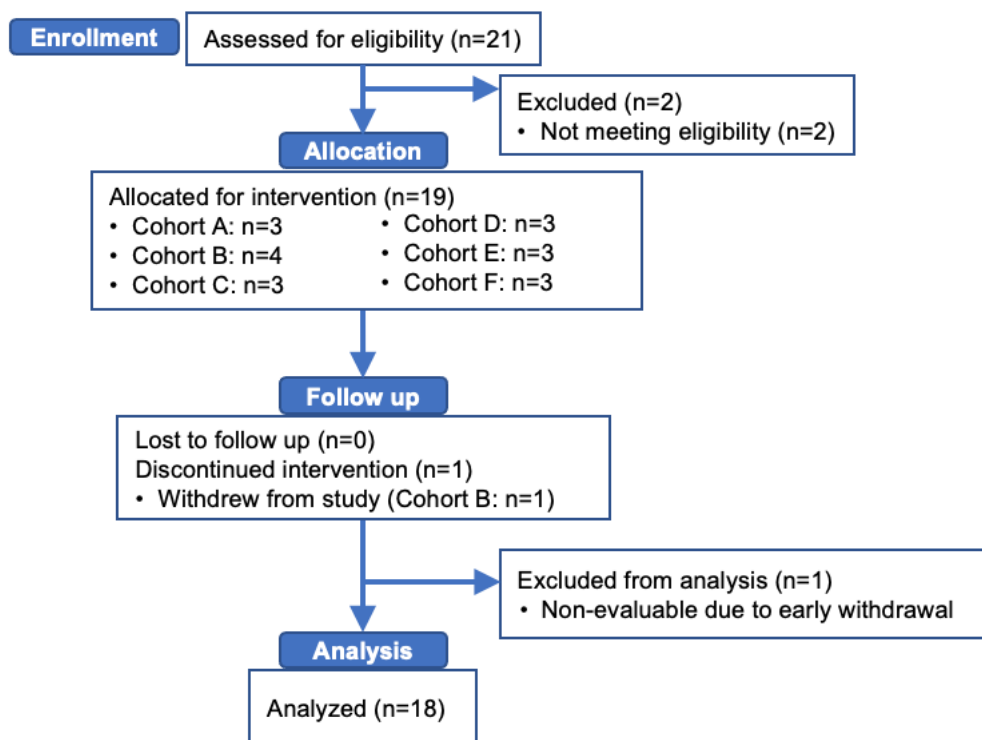 Enrollment
Assessed for eligibility (n=21)
Excluded (n=2)
• Not meeting eligibility (n=2)
Allocation
Allocated for intervention (n=19)
• Cohort A: n=3
• Cohort B: n=4
• Cohort C: n=3
• Cohort D: n=3
• Cohort E: n=3
• Cohort F: n=3
Follow up
Lost to follow up (n=0)
Discontinued intervention (n=1)
• Withdrew from study (Cohort B: n=1)
Excluded from analysis (n=1)
• Non-evaluable due to early withdrawal
Analysis
Analyzed (n=18)